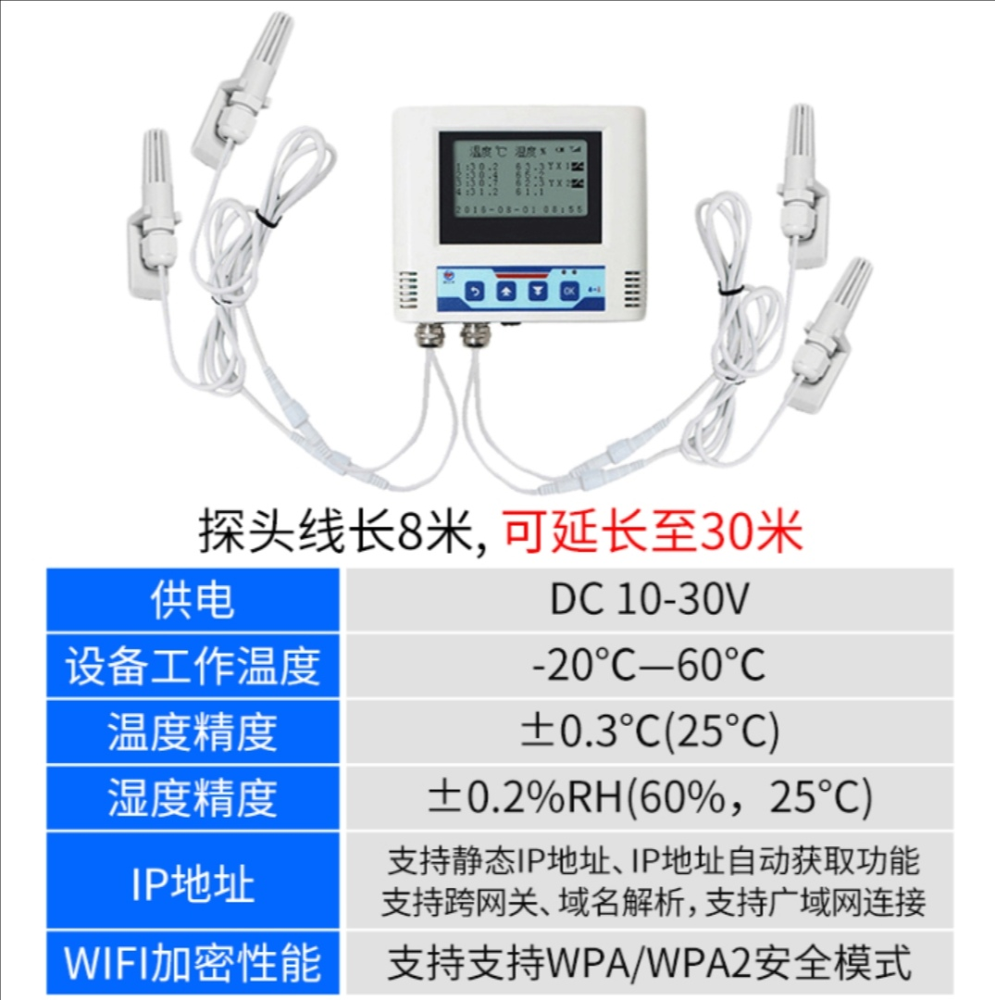 温度℃ 湿度%
1:30.2 63.3 YX1
2:30.4 66.2
3:30.7 62.3 YX2
4:31.2 61.1
2016-08-01 08:55
OK
探头线长8米, 可延长至30米
供电 DC 10-30V
设备工作温度 -20℃—60℃
温度精度 ±0.3℃(25℃)
湿度精度 ±0.2%RH(60%，25℃)
IP地址 支持静态IP地址、IP地址自动获取功能
支持跨网关、域名解析，支持广域网连接
WIFI加密性能 支持支持WPA/WPA2安全模式